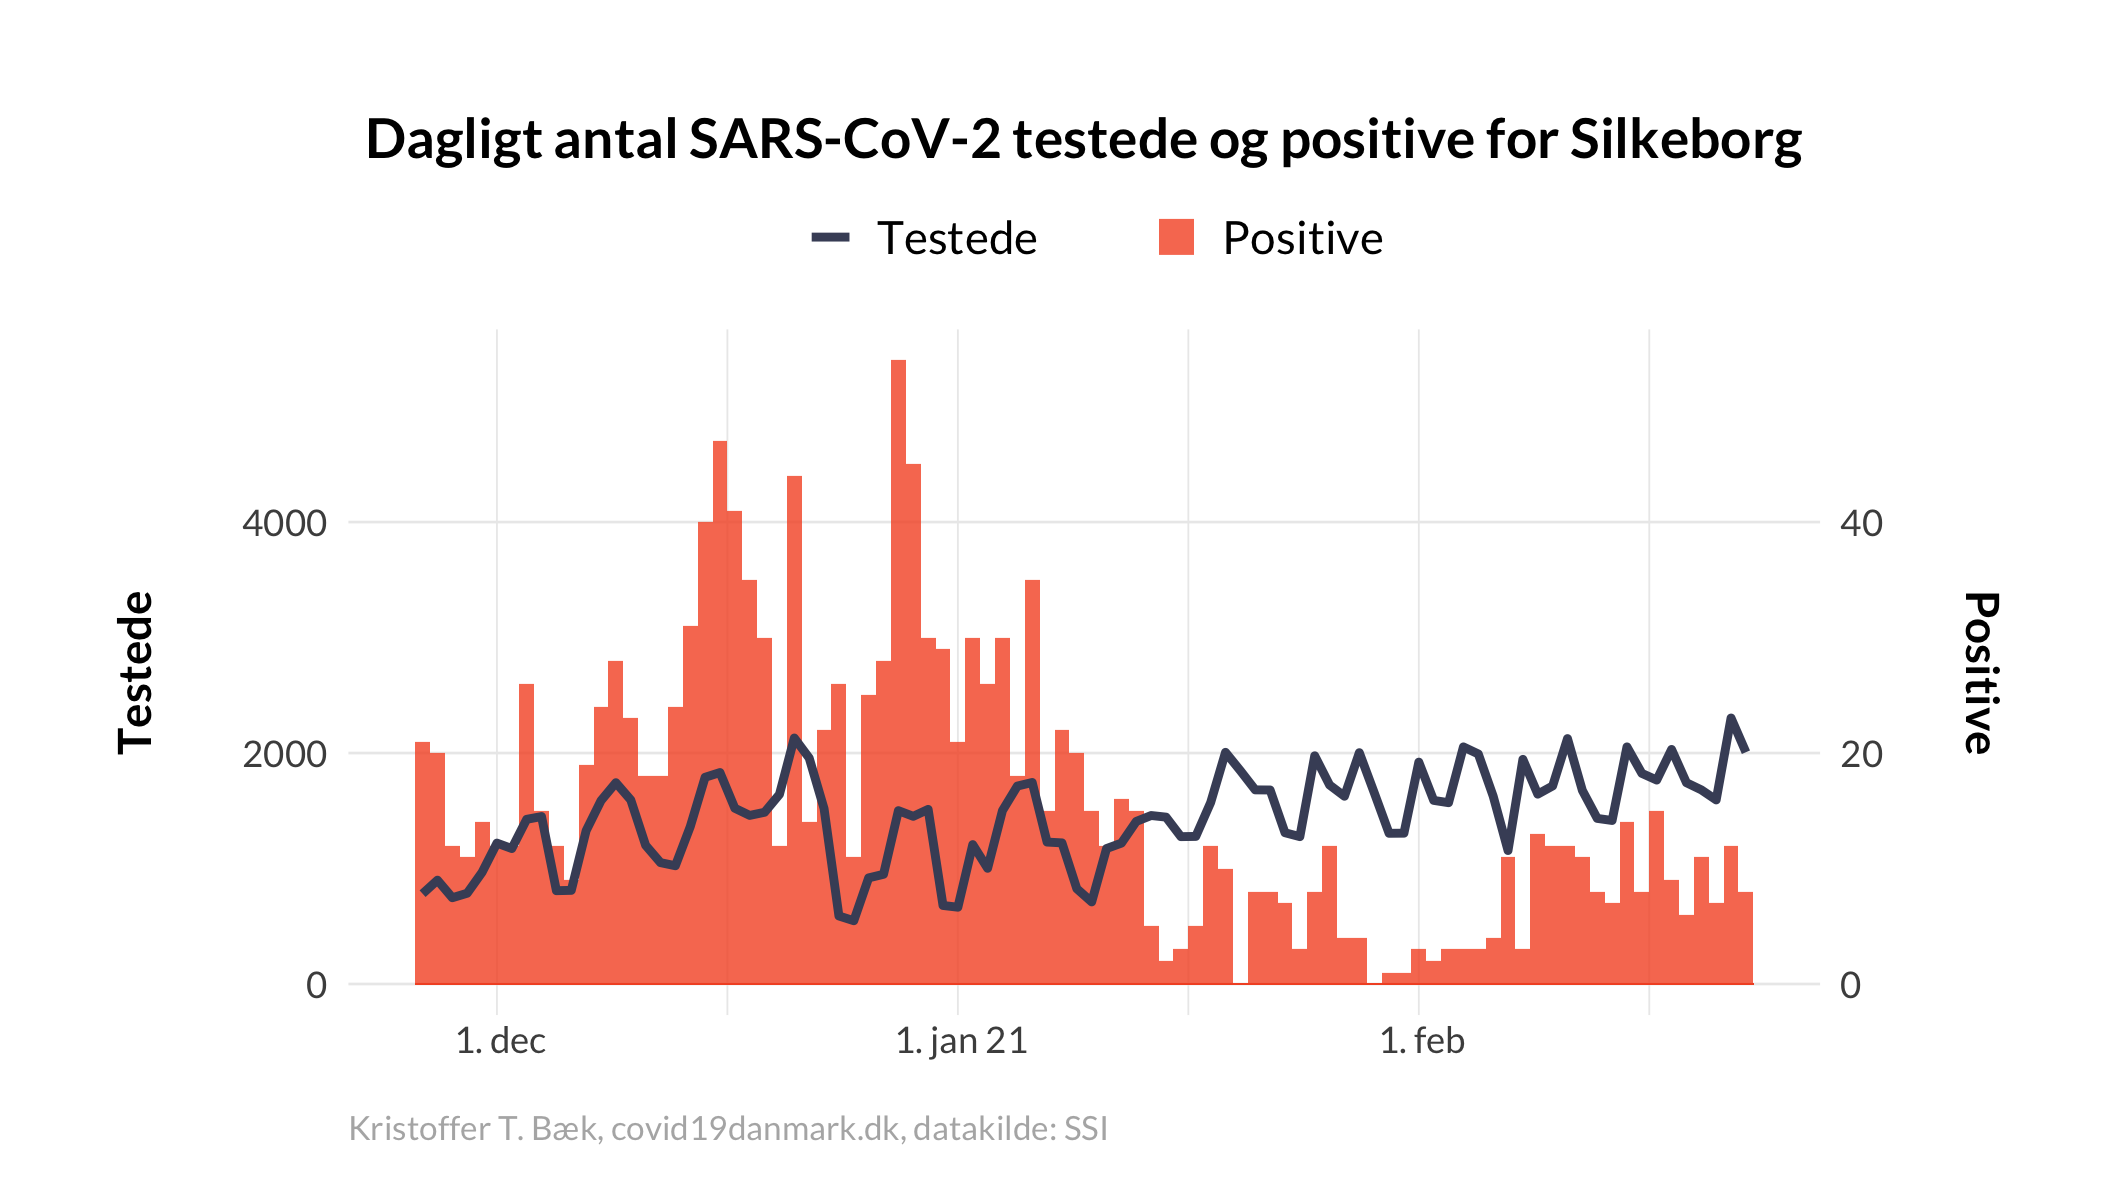 Dagligt antal SARS-CoV-2 testede og positive for Silkeborg
Testede
Positive
4000
2000
0
Testede
40
20
0
Positive
1. dec
1. jan 21
1. feb
Kristoffer T. Bæk, covid19danmark.dk, datakilde: SSI